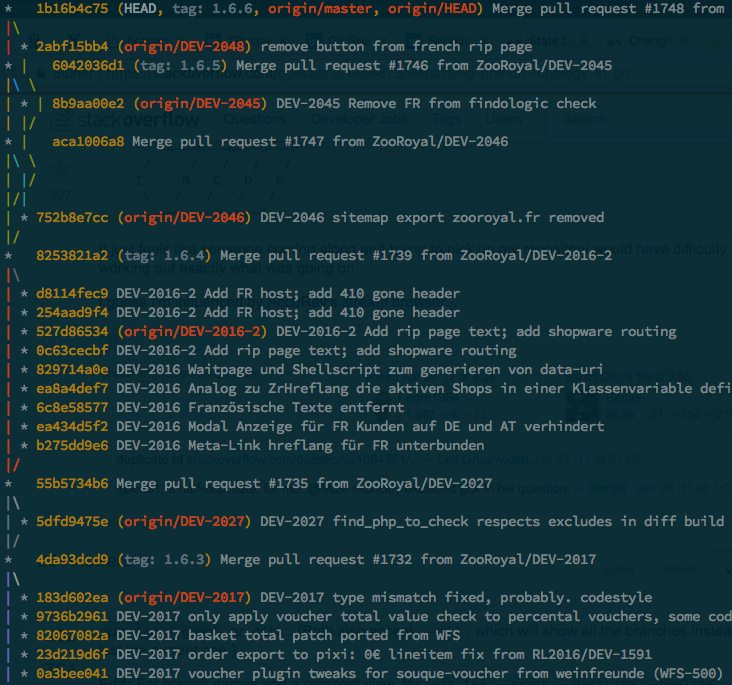 * 1b16b4c75 (HEAD, tag: 1.6.6, origin/master, origin/HEAD) Merge pull request #1748 from
|\
| * 2abf15bb4 (origin/DEV-2048) remove button from french rip page
* | 6042036d1 (tag: 1.6.5) Merge pull request #1746 from ZooRoyal/DEV-2045
|\ \
| * | 8b9aa00e2 (origin/DEV-2045) DEV-2045 Remove FR from findologic check
| |/
* | aca1006a8 Merge pull request #1747 from ZooRoyal/DEV-2046
|\ \
| |/
|/|
| * 752b8e7cc (origin/DEV-2046) DEV-2046 sitemap export zooroyal.fr removed
|/
* 8253821a2 (tag: 1.6.4) Merge pull request #1739 from ZooRoyal/DEV-2016-2
|\
| * d8114fec9 DEV-2016-2 Add FR host; add 410 gone header
| * 254aad9f4 DEV-2016-2 Add FR host; add 410 gone header
| * 527d86534 (origin/DEV-2016-2) DEV-2016-2 Add rip page text; add shopware routing
| * 0c63cecbf DEV-2016-2 Add rip page text; add shopware routing
| * 829714a0e DEV-2016 Waitpage und Shellscript zum generieren von data-uri
| * ea8a4def7 DEV-2016 Analog zu ZrHreflang die aktiven Shops in einer Klassenvariable defi
| * 6c8e58577 DEV-2016 Französische Texte entfernt
| * ea434d5f2 DEV-2016 Modal Anzeige für FR Kunden auf DE und AT verhindert
| * b275dd9e6 DEV-2016 Meta-Link hreflang für FR unterbunden
|/
* 55b5734b6 Merge pull request #1735 from ZooRoyal/DEV-2027
|\
| * 5dfd9475e (origin/DEV-2027) DEV-2027 find_php_to_check respects excludes in diff build
|/
* 4da93dcd9 (tag: 1.6.3) Merge pull request #1732 from ZooRoyal/DEV-2017
|\
| * 183d602ea (origin/DEV-2017) DEV-2017 type mismatch fixed, probably. codestyle
| * 9736b2961 DEV-2017 only apply voucher total value check to percental vouchers, some cod
| * 82067082a DEV-2017 basket total patch ported from WFS
| * 23d219d6f DEV-2017 order export to pixi: 0€ lineitem fix from RL2016/DEV-1591
| * 0a3bee041 DEV-2017 voucher plugin tweaks for souque-voucher from weinfreunde (WFS-500)